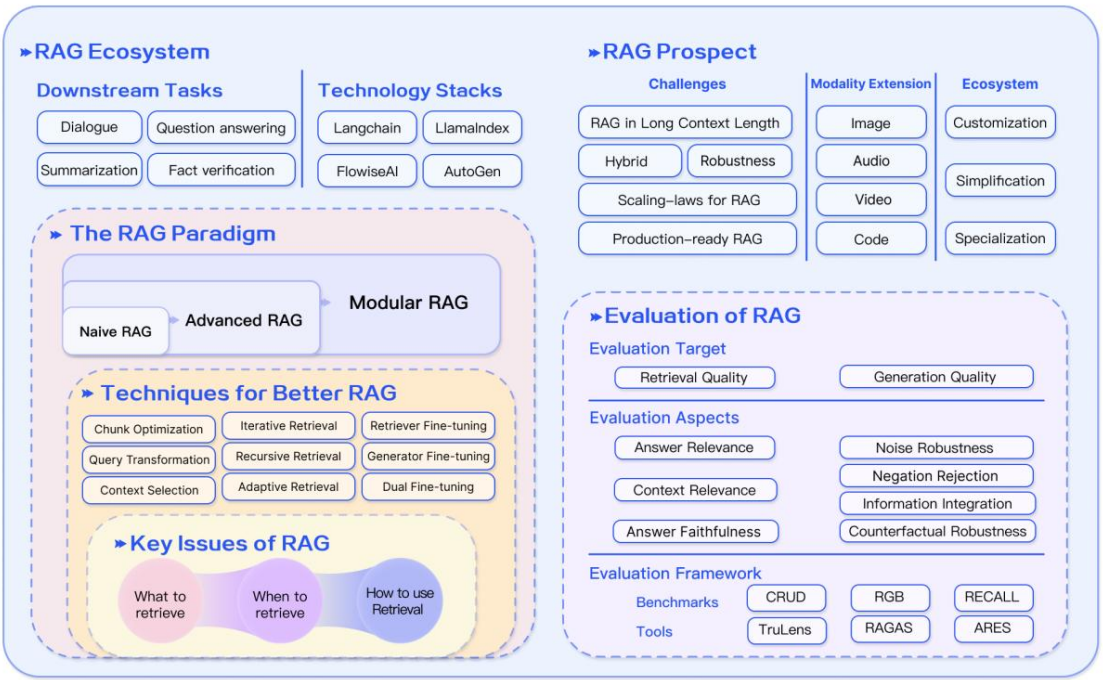 RAG Ecosystem
Downstream Tasks
Dialogue
Question answering
Summarization
Fact verification
Technology Stacks
Langchain
LlamaIndex
FlowiseAI
AutoGen
The RAG Paradigm
Naive RAG
Advanced RAG
Modular RAG
Techniques for Better RAG
Chunk Optimization
Iterative Retrieval
Retriever Fine-tuning
Query Transformation
Recursive Retrieval
Generator Fine-tuning
Context Selection
Adaptive Retrieval
Dual Fine-tuning
Key Issues of RAG
What to
retrieve
When to
retrieve
How to use
Retrieval
RAG Prospect
Challenges
RAG in Long Context Length
Hybrid
Robustness
Scaling-laws for RAG
Production-ready RAG
Modality Extension
Image
Audio
Video
Code
Ecosystem
Customization
Simplification
Specialization
Evaluation of RAG
Evaluation Target
Retrieval Quality
Generation Quality
Evaluation Aspects
Answer Relevance
Context Relevance
Answer Faithfulness
Noise Robustness
Negation Rejection
Information Integration
Counterfactual Robustness
Evaluation Framework
Benchmarks
CRUD
RGB
RECALL
Tools
TruLens
RAGAS
ARES